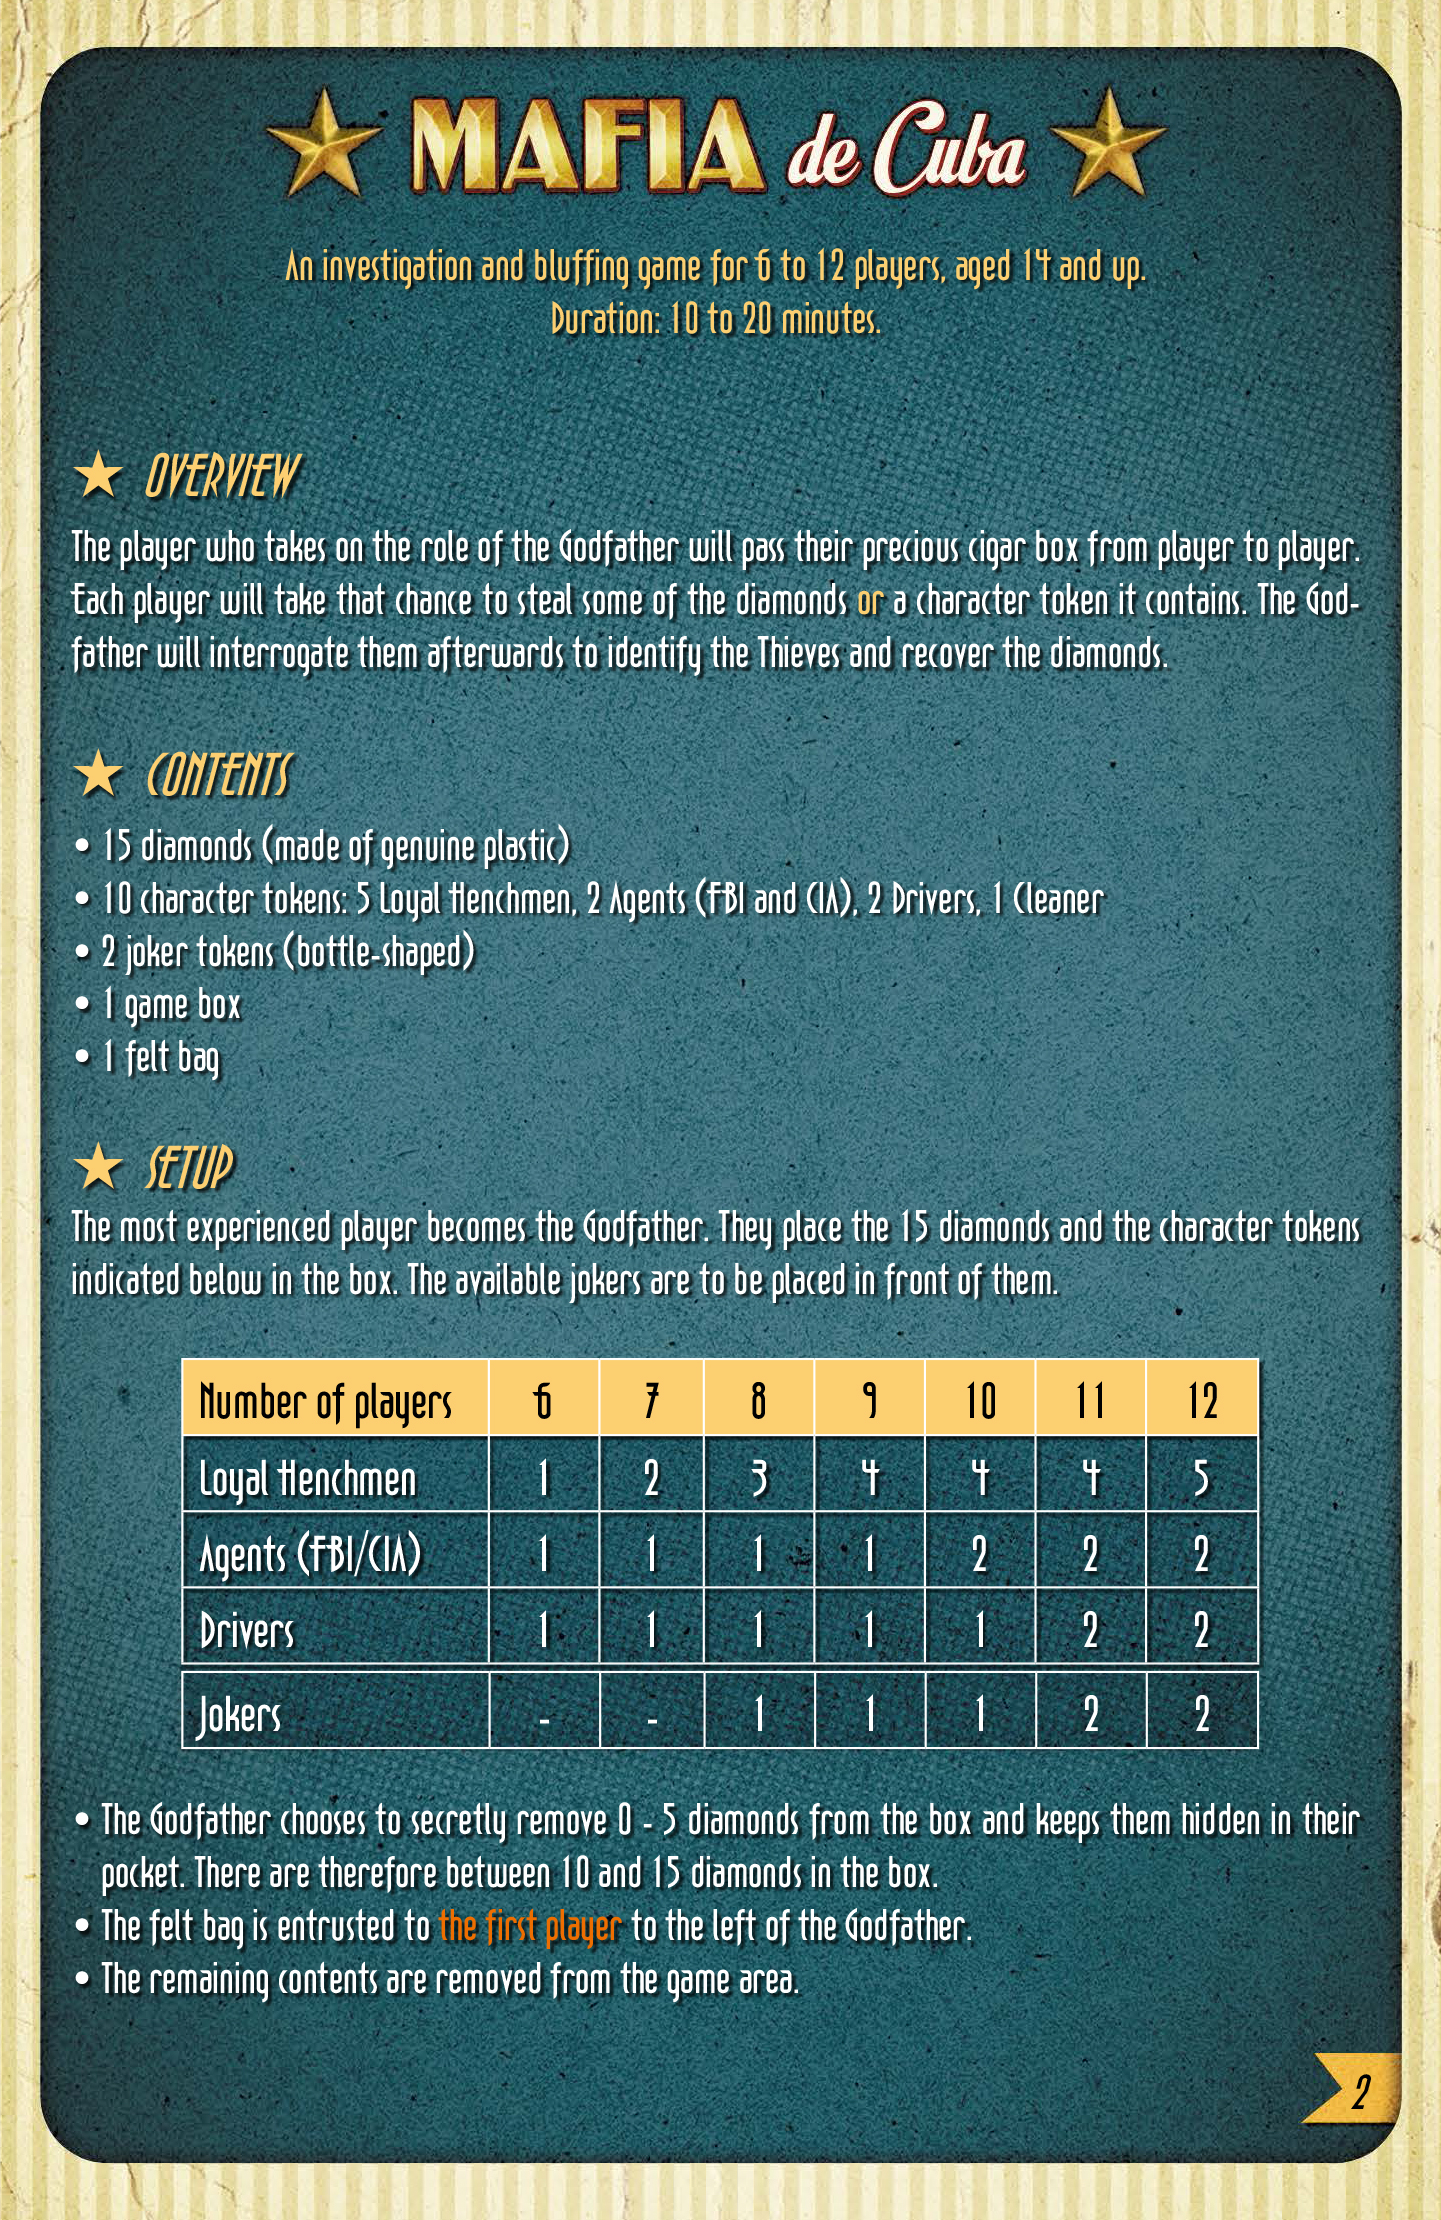 MAFIA de Cuba
An investigation and bluffing game for 6 to 12 players, aged 14 and up.
Duration: 10 to 20 minutes.
OVERVIEW
The player who takes on the role of the Godfather will pass their precious cigar box from player to player.
Each player will take that chance to steal some of the diamonds or a character token it contains. The God-
father will interrogate them afterwards to identify the Thieves and recover the diamonds.
CONTENTS
• 15 diamonds (made of genuine plastic)
• 10 character tokens: 5 Loyal Henchmen, 2 Agents (FBI and CIA), 2 Drivers, 1 Cleaner
• 2 joker tokens (bottle-shaped)
• 1 game box
• 1 felt bag
SETUP
The most experienced player becomes the Godfather. They place the 15 diamonds and the character tokens
indicated below in the box. The available jokers are to be placed in front of them.
Number of players 6 7 8 9 10 11 12
Loyal Henchmen 1 2 3 4 4 4 5
Agents (FBI/CIA) 1 1 1 1 2 2 2
Drivers 1 1 1 1 1 2 2
Jokers - - 1 1 1 2 2
• The Godfather chooses to secretly remove 0 - 5 diamonds from the box and keeps them hidden in their
pocket. There are therefore between 10 and 15 diamonds in the box.
• The felt bag is entrusted to the first player to the left of the Godfather.
• The remaining contents are removed from the game area.
2